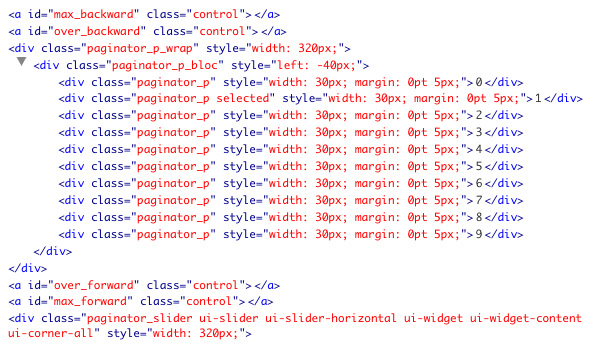 <a id="max_backward" class="control"></a>
<a id="over_backward" class="control"></a>
<div class="paginator_p_wrap" style="width: 320px;">
<div class="paginator_p_bloc" style="left: -40px;">
<div class="paginator_p" style="width: 30px; margin: 0pt 5px;">0</div>
<div class="paginator_p selected" style="width: 30px; margin: 0pt 5px;">1</div>
<div class="paginator_p" style="width: 30px; margin: 0pt 5px;">2</div>
<div class="paginator_p" style="width: 30px; margin: 0pt 5px;">3</div>
<div class="paginator_p" style="width: 30px; margin: 0pt 5px;">4</div>
<div class="paginator_p" style="width: 30px; margin: 0pt 5px;">5</div>
<div class="paginator_p" style="width: 30px; margin: 0pt 5px;">6</div>
<div class="paginator_p" style="width: 30px; margin: 0pt 5px;">7</div>
<div class="paginator_p" style="width: 30px; margin: 0pt 5px;">8</div>
<div class="paginator_p" style="width: 30px; margin: 0pt 5px;">9</div>
</div>
</div>
<a id="over_forward" class="control"></a>
<a id="max_forward" class="control"></a>
<div class="paginator_slider ui-slider ui-slider-horizontal ui-widget ui-widget-content
ui-corner-all" style="width: 320px;">